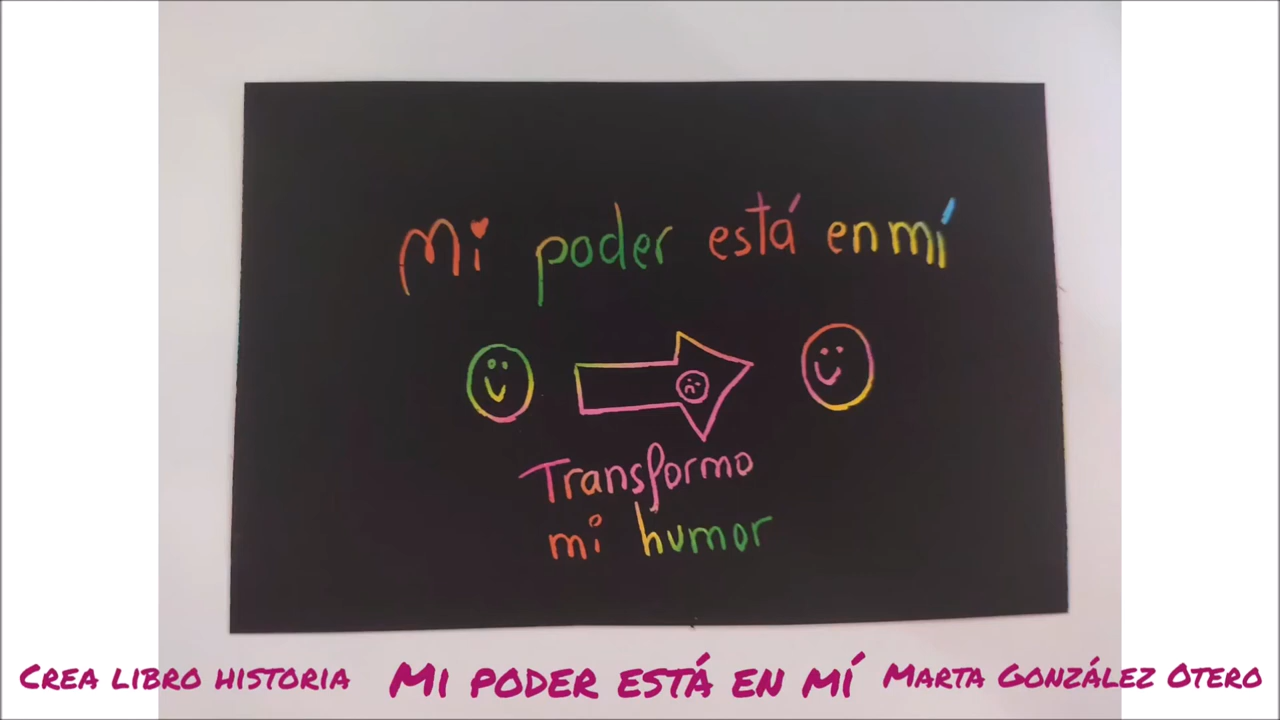 Mi poder está en mí
Transformo
mi humor
Crea libro historia
Mi poder está en mí
Marta González Otero